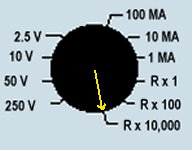 100 MA
2.5 V
10 MA
10 V
1 MA
50 V
R x 1
250 V
R x 100
R x 10,000